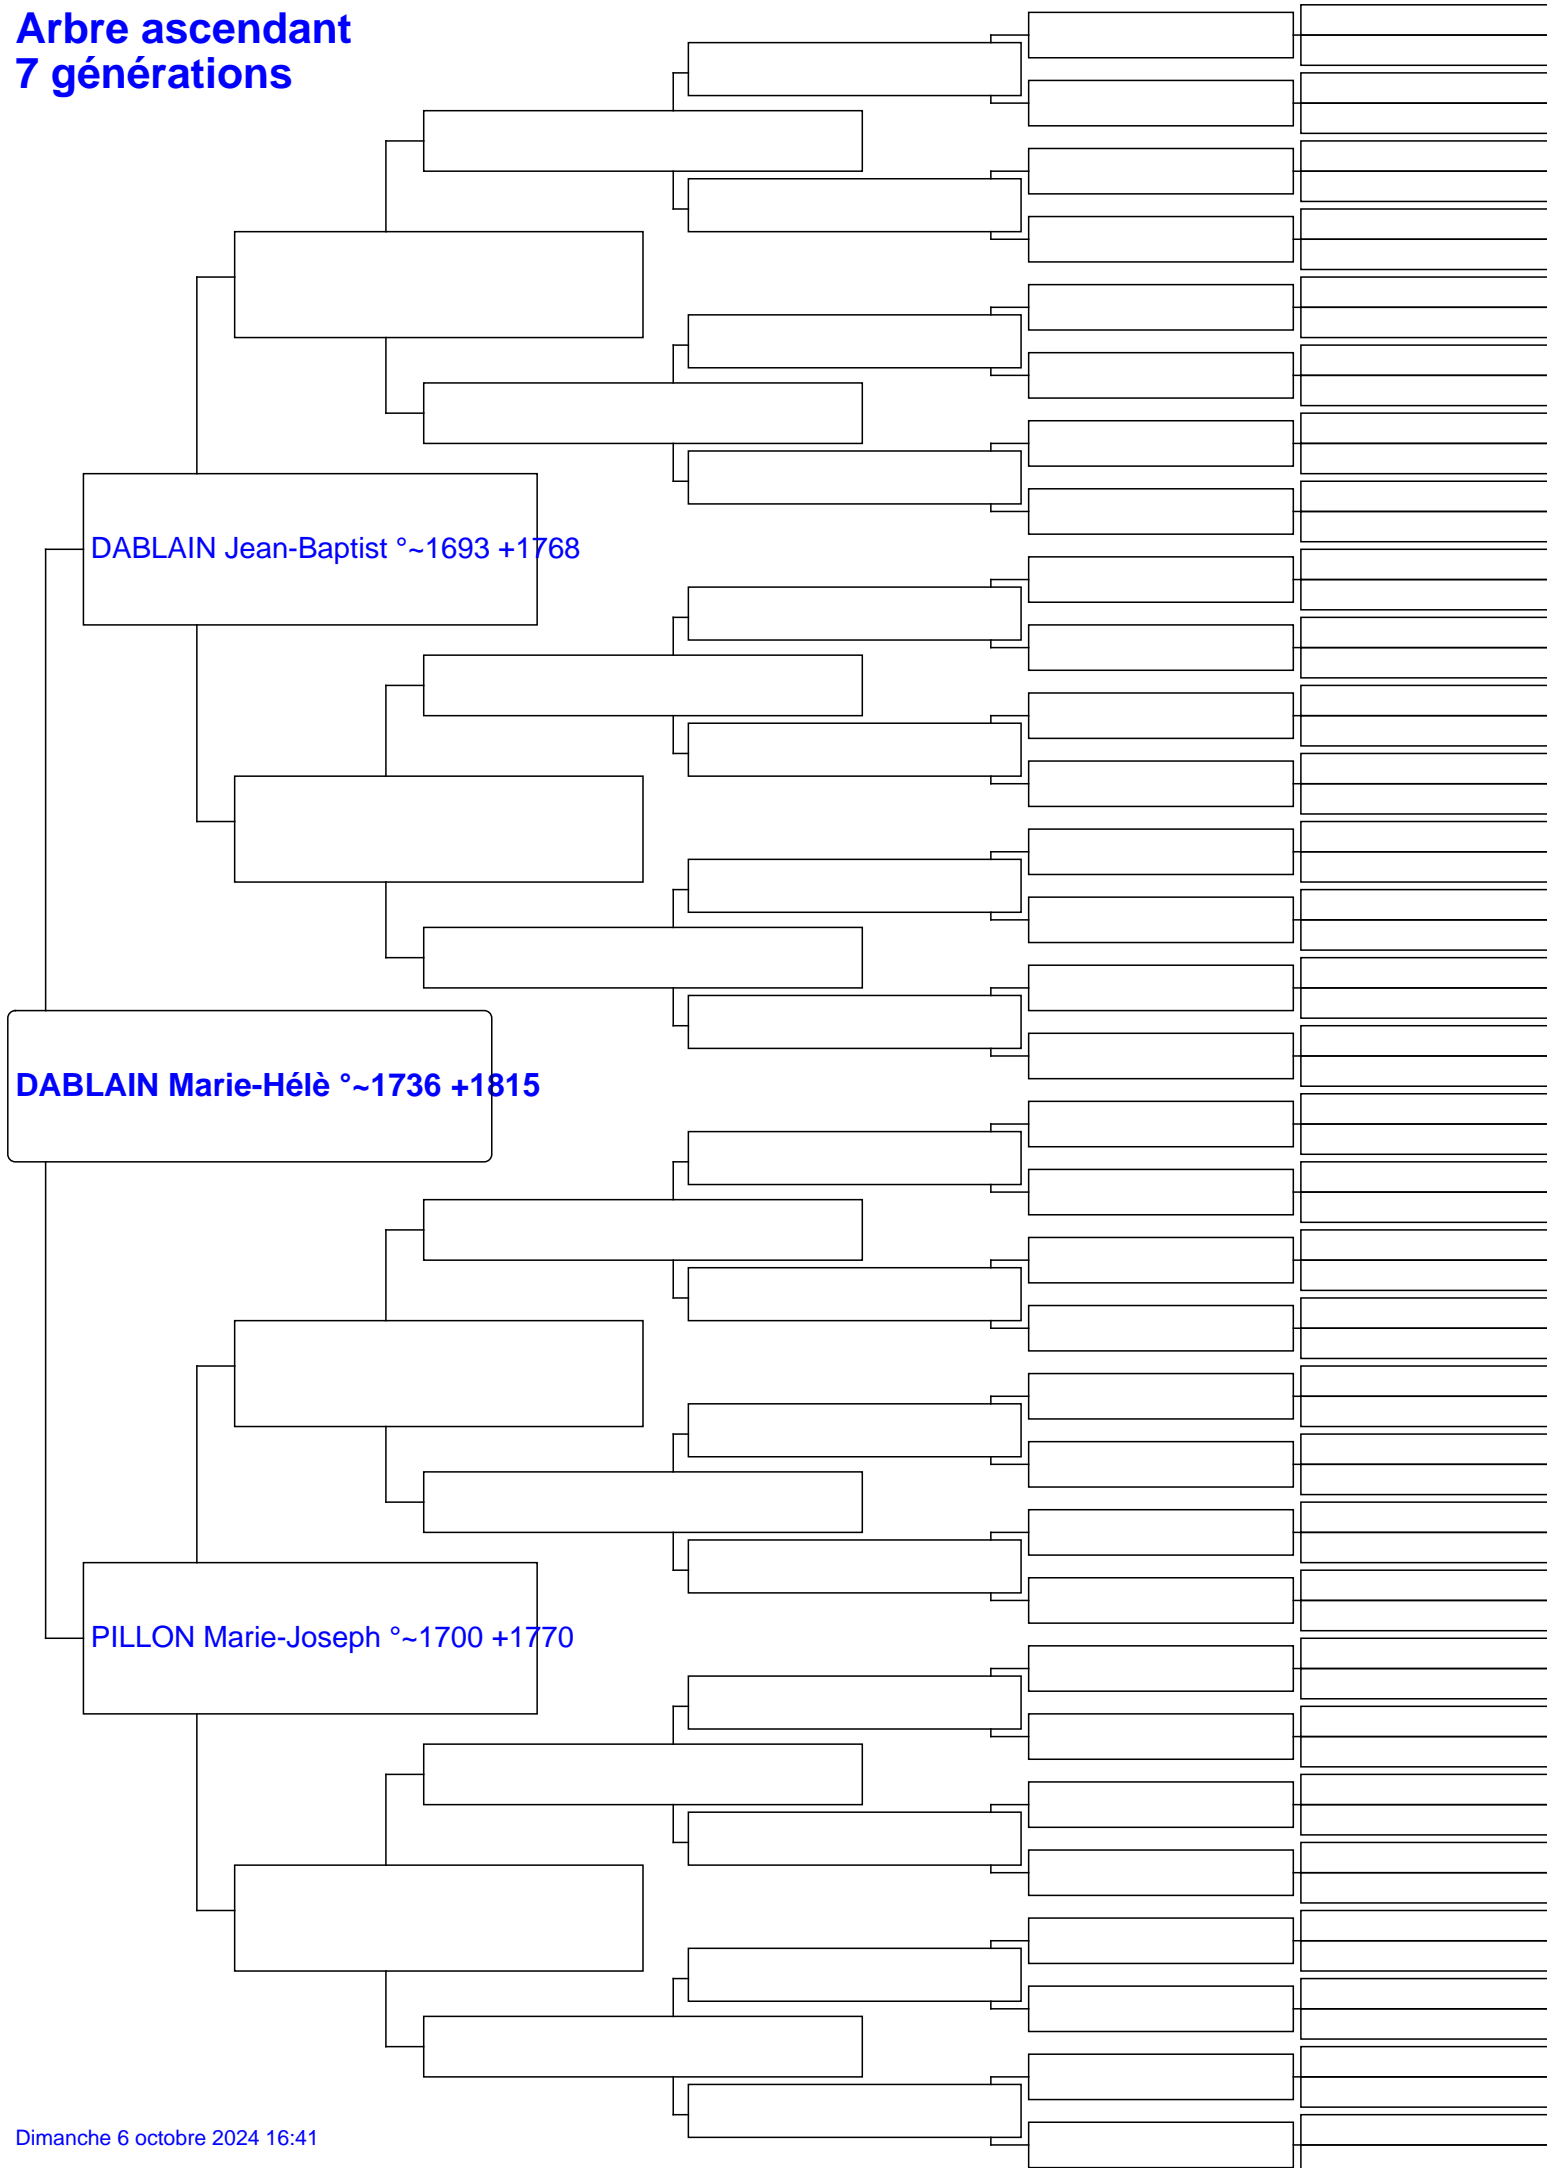 Arbre ascendant
7 générations
DABLAIN Jean-Baptist °~1693 +1768
DABLAIN Marie-Hélè °~1736 +1815
PILLON Marie-Joseph °~1700 +1770
Dimanche 6 octobre 2024 16:41